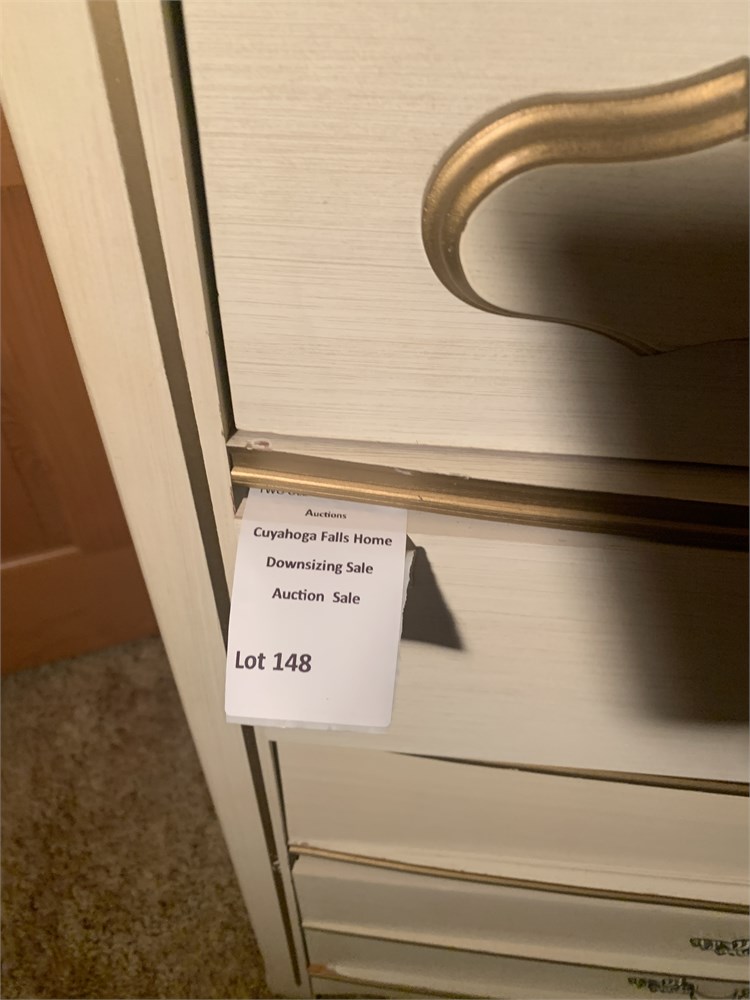 Auctions
Cuyahoga Falls Home
Downsizing Sale
Auction Sale
Lot 148